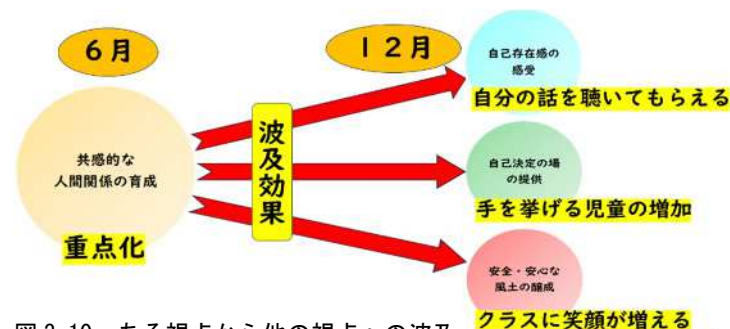 6月
12月
共感的な
人間関係の育成
重点化
波及効果
自己存在感の
感受
自分の話を聴いてもらえる
自己決定の場
の提供
手を挙げる児童の増加
安全・安心な
風土の醸成
クラスに笑顔が増える